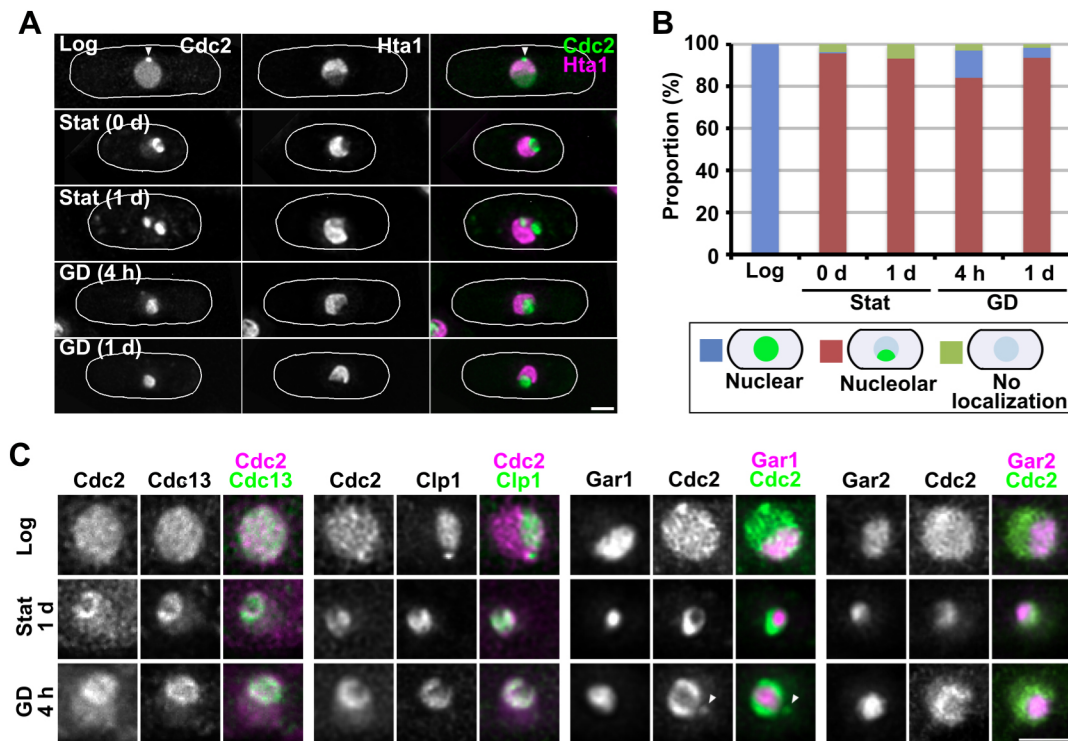 A
Log Cdc2 Hta1 Cdc2
Hta1
Stat (0 d)
Stat (1 d)
GD (4 h)
GD (1 d)
B
Proportion (%)
100
80
60
40
20
0
Log 0 d 1 d 4 h 1 d
Stat GD
Nuclear Nucleolar No
localization
C
Cdc2 Cdc13 Cdc2
Cdc13
Cdc2 Clp1 Cdc2
Clp1
Gar1 Cdc2 Gar1
Cdc2
Gar2 Cdc2 Gar2
Cdc2
Log
Stat
1 d
GD
4 h